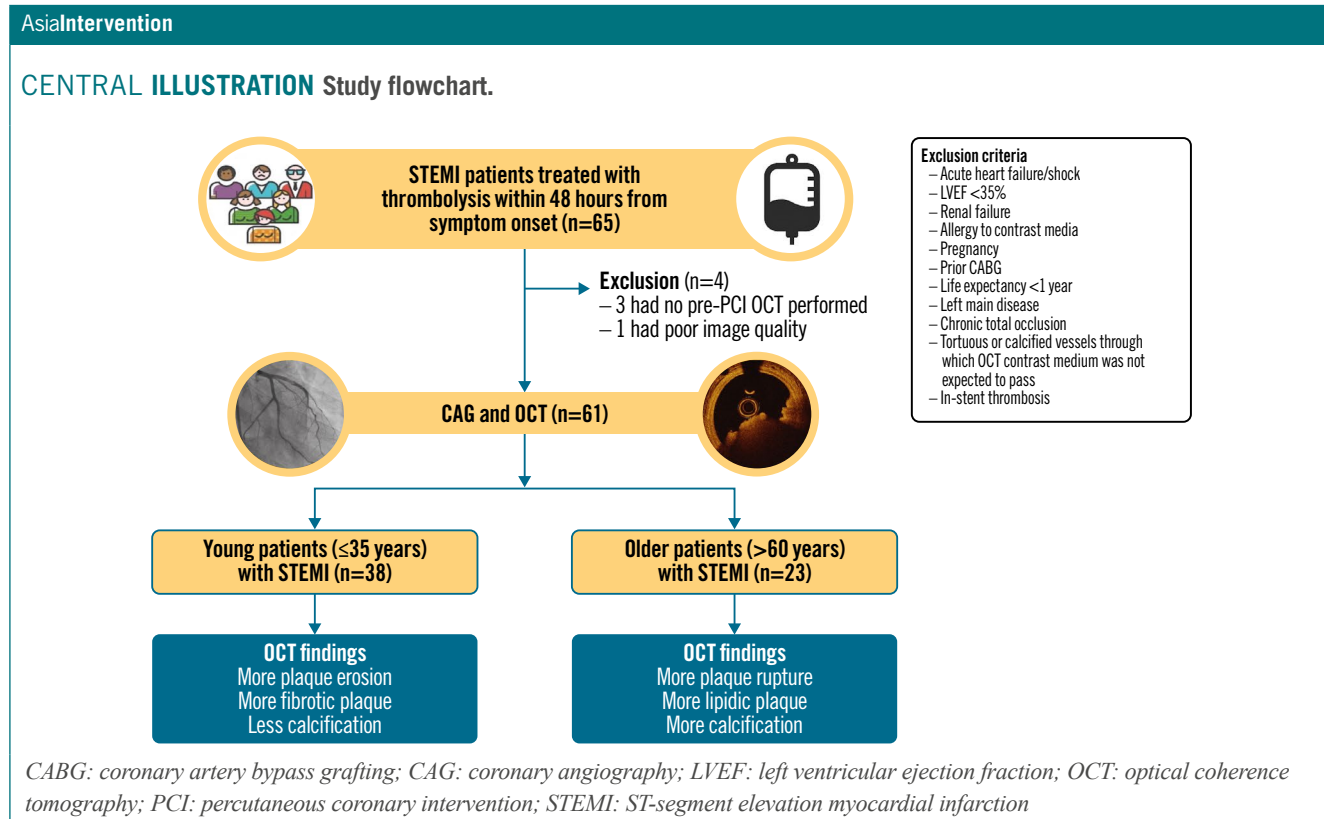 AsiaIntervention
CENTRAL ILLUSTRATION Study flowchart.
STEMI patients treated with
thrombolysis within 48 hours from
symptom onset (n=65)
Exclusion (n=4)
– 3 had no pre-PCI OCT performed
– 1 had poor image quality
Exclusion criteria
– Acute heart failure/shock
– LVEF <35%
– Renal failure
– Allergy to contrast media
– Pregnancy
– Prior CABG
– Life expectancy <1 year
– Left main disease
– Chronic total occlusion
– Tortuous or calcified vessels through
which OCT contrast medium was not
expected to pass
– In-stent thrombosis
CAG and OCT (n=61)
Young patients (≤35 years)
with STEMI (n=38)
Older patients (>60 years)
with STEMI (n=23)
OCT findings
More plaque erosion
More fibrotic plaque
Less calcification
OCT findings
More plaque rupture
More lipidic plaque
More calcification
CABG: coronary artery bypass grafting; CAG: coronary angiography; LVEF: left ventricular ejection fraction; OCT: optical coherence
tomography; PCI: percutaneous coronary intervention; STEMI: ST-segment elevation myocardial infarction